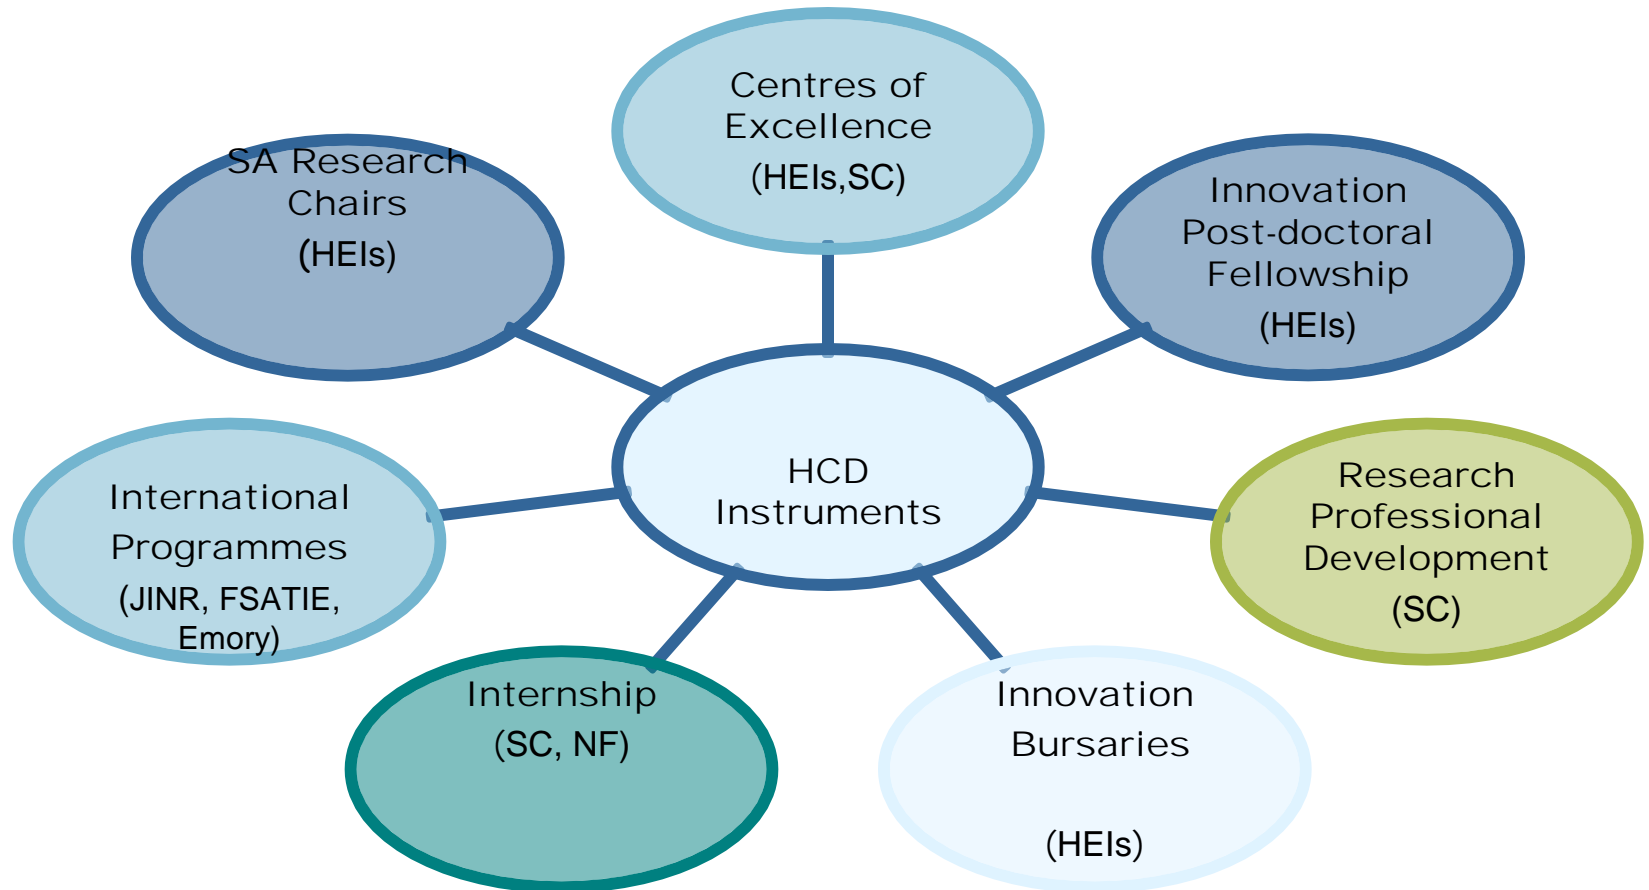 Centres of
Excellence
(HEIs,SC)
SA Research
Chairs
(HEIs)
Innovation
Post-doctoral
Fellowship
(HEIs)
HCD
Instruments
International
Programmes
(JINR, FSATIE,
Emory)
Research
Professional
Development
(SC)
Internship
(SC, NF)
Innovation
Bursaries
(HEIs)